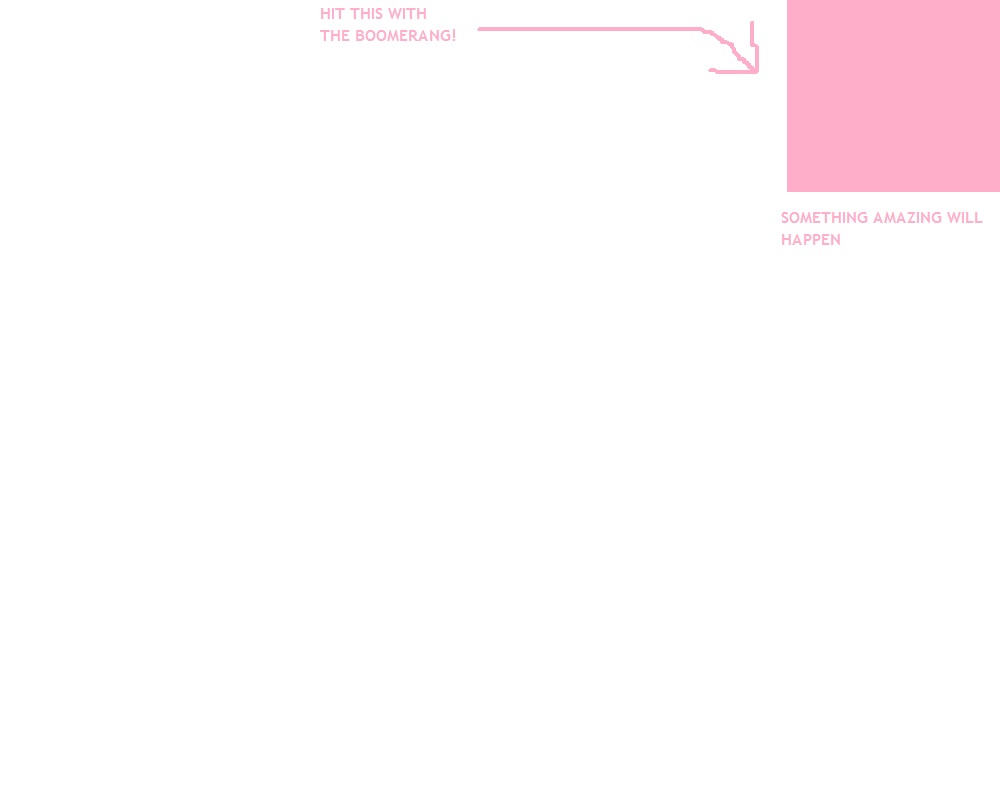 HIT THIS WITH
THE BOOMERANG!
SOMETHING AMAZING WILL
HAPPEN